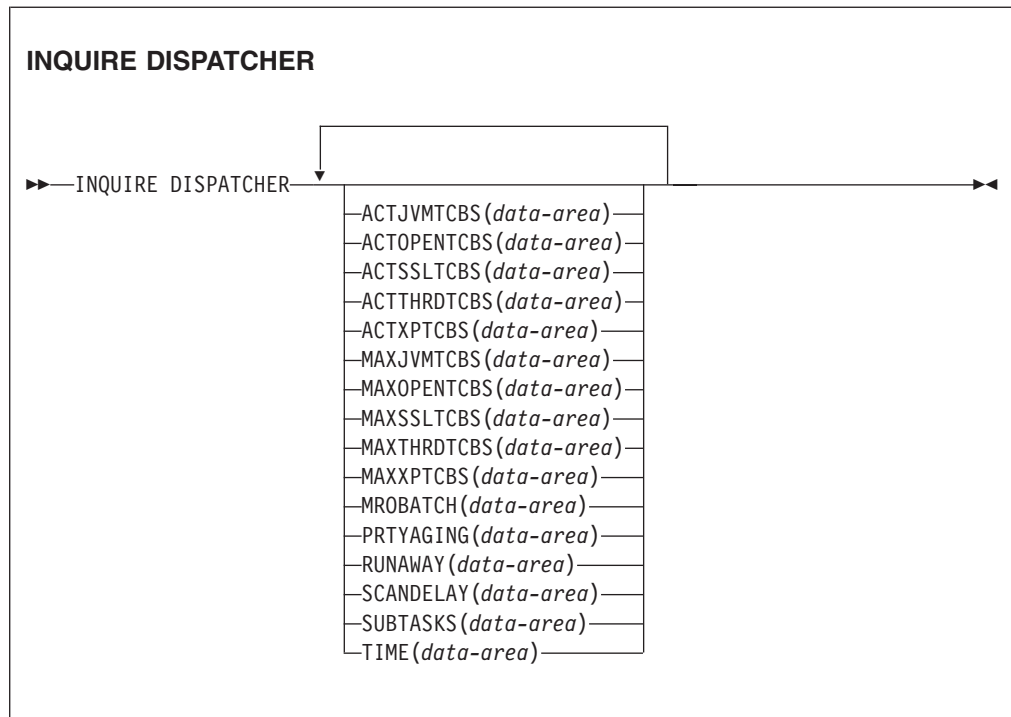 INQUIRE DISPATCHER
INQUIRE DISPATCHER
ACTJVMTCBS(data-area)
ACTOPENTCBS(data-area)
ACTSSLTCBS(data-area)
ACTTHRDTCBS(data-area)
ACTXPTCBS(data-area)
MAXJVMTCBS(data-area)
MAXOPENTCBS(data-area)
MAXSSLTCBS(data-area)
MAXTHRDTCBS(data-area)
MAXXPTCBS(data-area)
MROBATCH(data-area)
PRTYAGING(data-area)
RUNAWAY(data-area)
SCANDELAY(data-area)
SUBTASKS(data-area)
TIME(data-area)